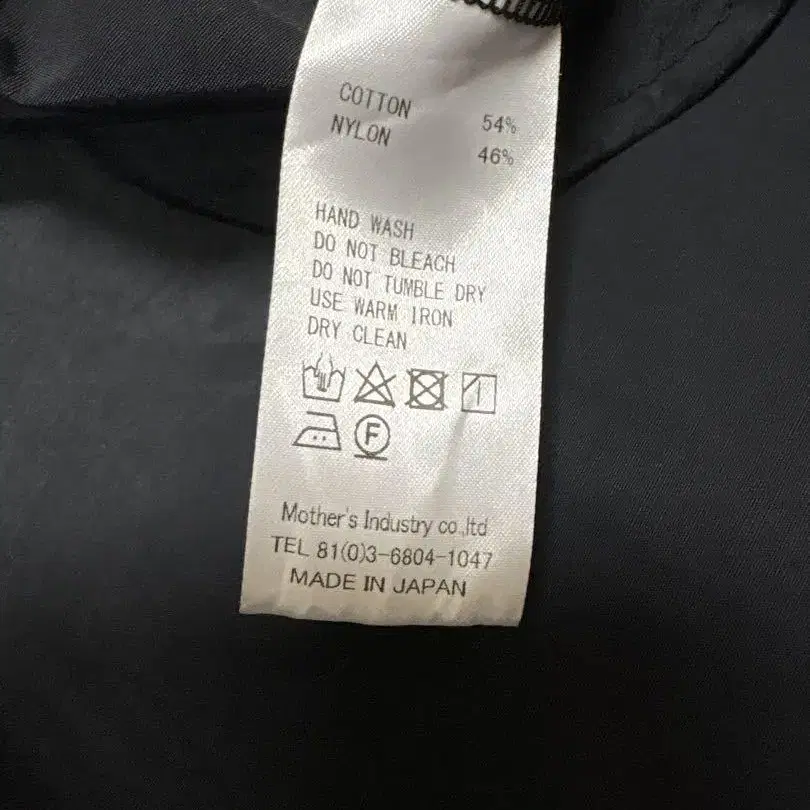 COTTON 54%
NYLON 46%
HAND WASH
DO NOT BLEACH
DO NOT TUMBLE DRY
USE WARM IRON
DRY CLEAN
F
Mother's Industry co.,ltd
TEL 81(0)3-6804-1047
MADE IN JAPAN